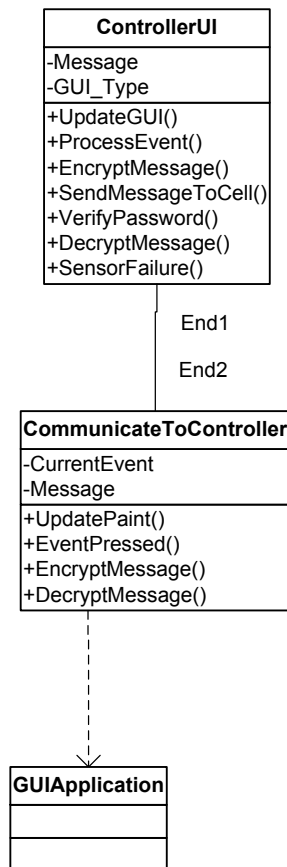 ControllerUI
-Message
-GUI_Type
+UpdateGUI()
+ProcessEvent()
+EncryptMessage()
+SendMessageToCell()
+VerifyPassword()
+DecryptMessage()
+SensorFailure()
End1
End2
CommunicateToController
-CurrentEvent
-Message
+UpdatePaint()
+EventPressed()
+EncryptMessage()
+DecryptMessage()
GUIApplication